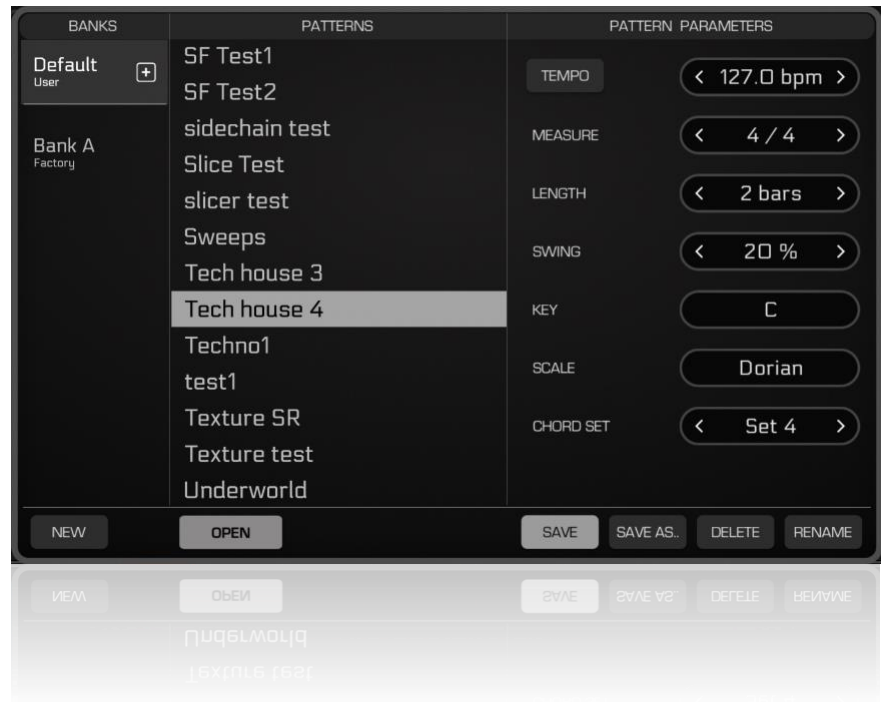 BANKS
PATTERNS
PATTERN PARAMETERS
Default
User
Bank A
Factory
SF Test1
SF Test2
sidechain test
Slice Test
slicer test
Sweeps
Tech house 3
Tech house 4
Techno1
test1
Texture SR
Texture test
Underworld
TEMPO
< 127.0 bpm >
MEASURE
< 4 / 4 >
LENGTH
< 2 bars >
SWING
< 20 % >
KEY
C
SCALE
Dorian
CHORD SET
< Set 4 >
NEW
OPEN
SAVE
SAVE AS..
DELETE
RENAME